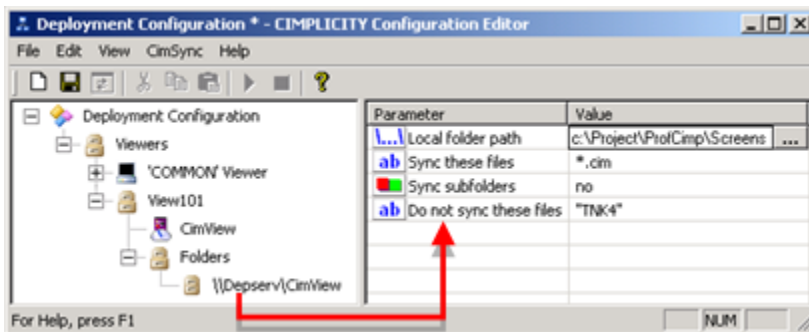 Deployment Configuration * - CIMPLICITY Configuration Editor
File Edit View CimSync Help
Deployment Configuration
Viewers
'COMMON' Viewer
View101
CimView
Folders
\\Depserv\CimView
Parameter Value
\...\ Local folder path c:\Project\ProfCimp\Screens ...
ab Sync these files *.cim
Sync subfolders no
ab Do not sync these files "TNK4"
For Help, press F1 NUM